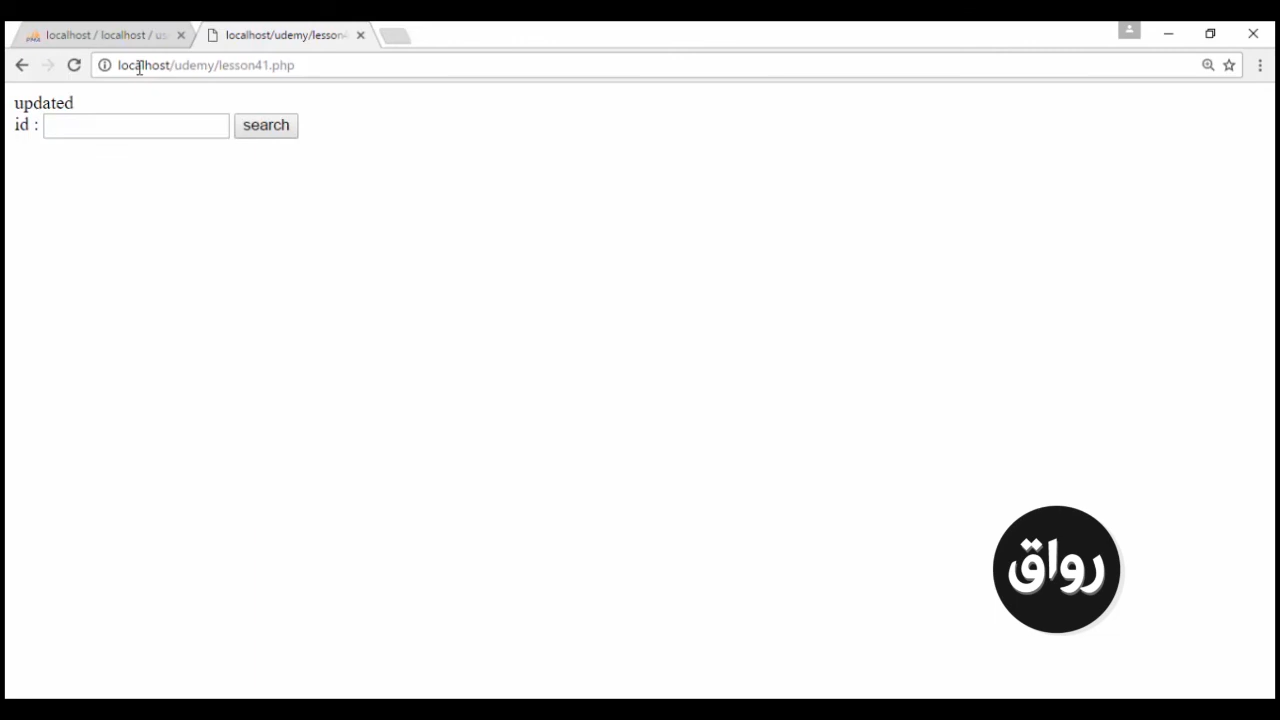 localhost / localhost / us
localhost/udemy/lesson4
localhost/udemy/lesson41.php
updated
id :
search
رواق